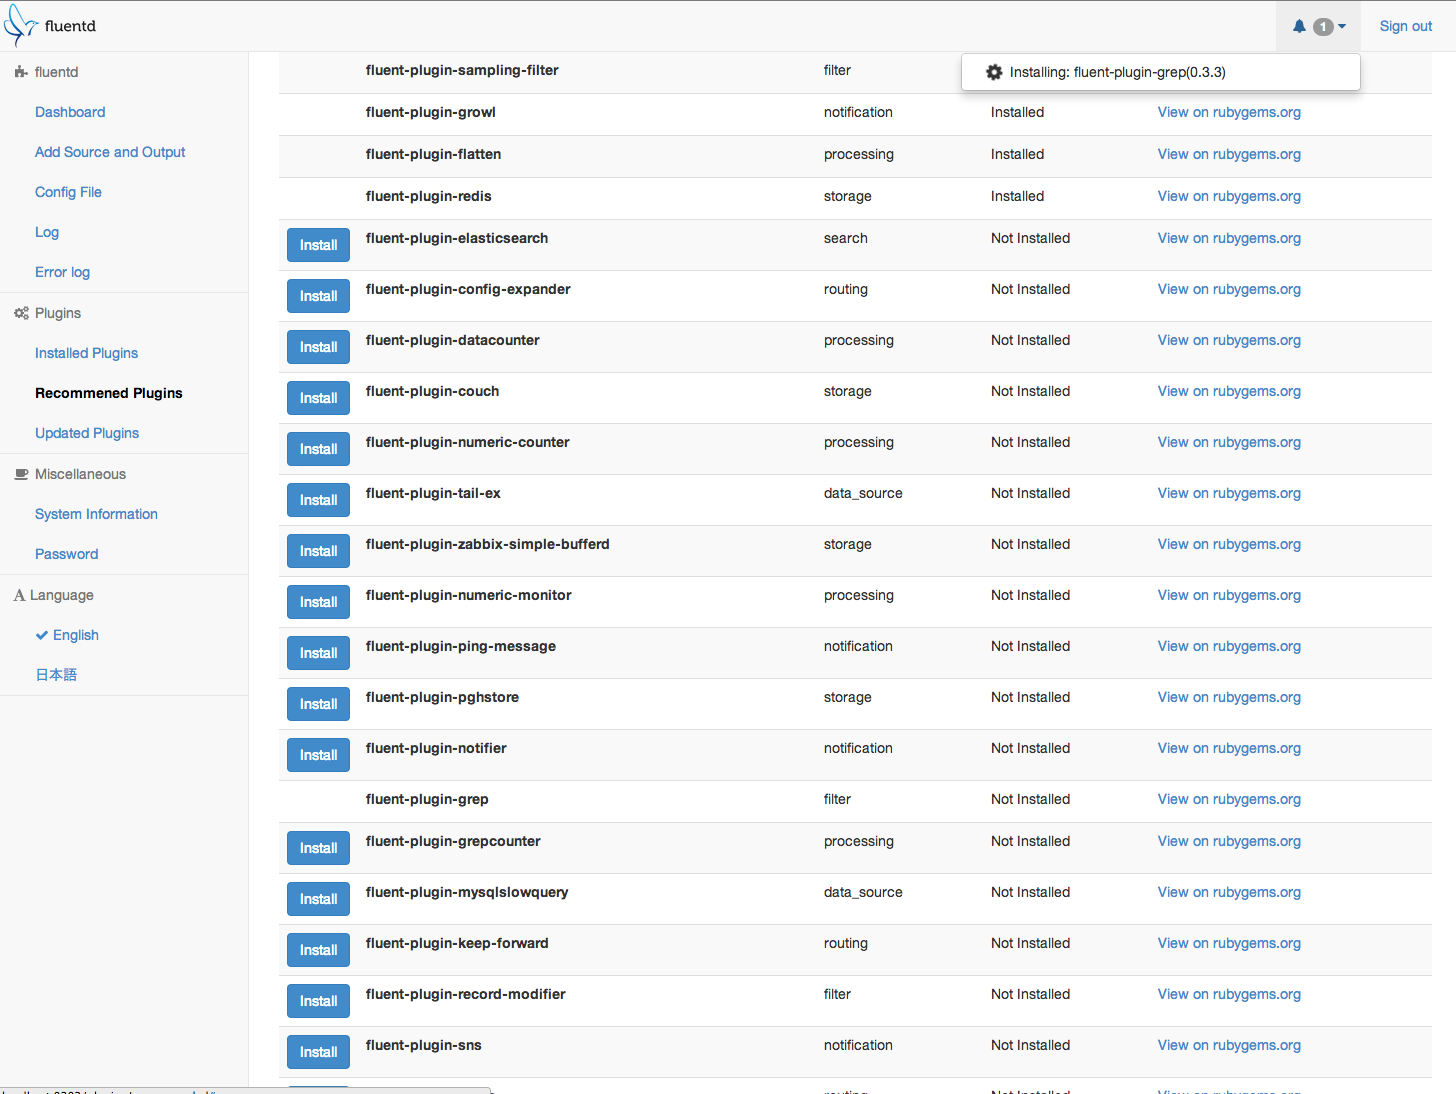 fluentd
1
Sign out
Installing: fluent-plugin-grep(0.3.3)
fluentd
Dashboard
Add Source and Output
Config File
Log
Error log
Plugins
Installed Plugins
Recommened Plugins
Updated Plugins
Miscellaneous
System Information
Password
A Language
English
日本語
fluent-plugin-sampling-filter filter
fluent-plugin-growl notification Installed View on rubygems.org
fluent-plugin-flatten processing Installed View on rubygems.org
fluent-plugin-redis storage Installed View on rubygems.org
Install fluent-plugin-elasticsearch search Not Installed View on rubygems.org
Install fluent-plugin-config-expander routing Not Installed View on rubygems.org
Install fluent-plugin-datacounter processing Not Installed View on rubygems.org
Install fluent-plugin-couch storage Not Installed View on rubygems.org
Install fluent-plugin-numeric-counter processing Not Installed View on rubygems.org
Install fluent-plugin-tail-ex data_source Not Installed View on rubygems.org
Install fluent-plugin-zabbix-simple-bufferd storage Not Installed View on rubygems.org
Install fluent-plugin-numeric-monitor processing Not Installed View on rubygems.org
Install fluent-plugin-ping-message notification Not Installed View on rubygems.org
Install fluent-plugin-pghstore storage Not Installed View on rubygems.org
Install fluent-plugin-notifier notification Not Installed View on rubygems.org
fluent-plugin-grep filter Not Installed View on rubygems.org
Install fluent-plugin-grepcounter processing Not Installed View on rubygems.org
Install fluent-plugin-mysqlslowquery data_source Not Installed View on rubygems.org
Install fluent-plugin-keep-forward routing Not Installed View on rubygems.org
Install fluent-plugin-record-modifier filter Not Installed View on rubygems.org
Install fluent-plugin-sns notification Not Installed View on rubygems.org
routing Not Installed View on rubygems.org